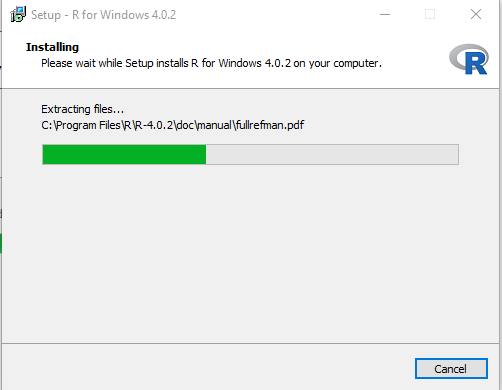 Setup - R for Windows 4.0.2
Installing
Please wait while Setup installs R for Windows 4.0.2 on your computer.
R
Extracting files...
C:\Program Files\R\R-4.0.2\doc\manual\fullrefman.pdf
Cancel